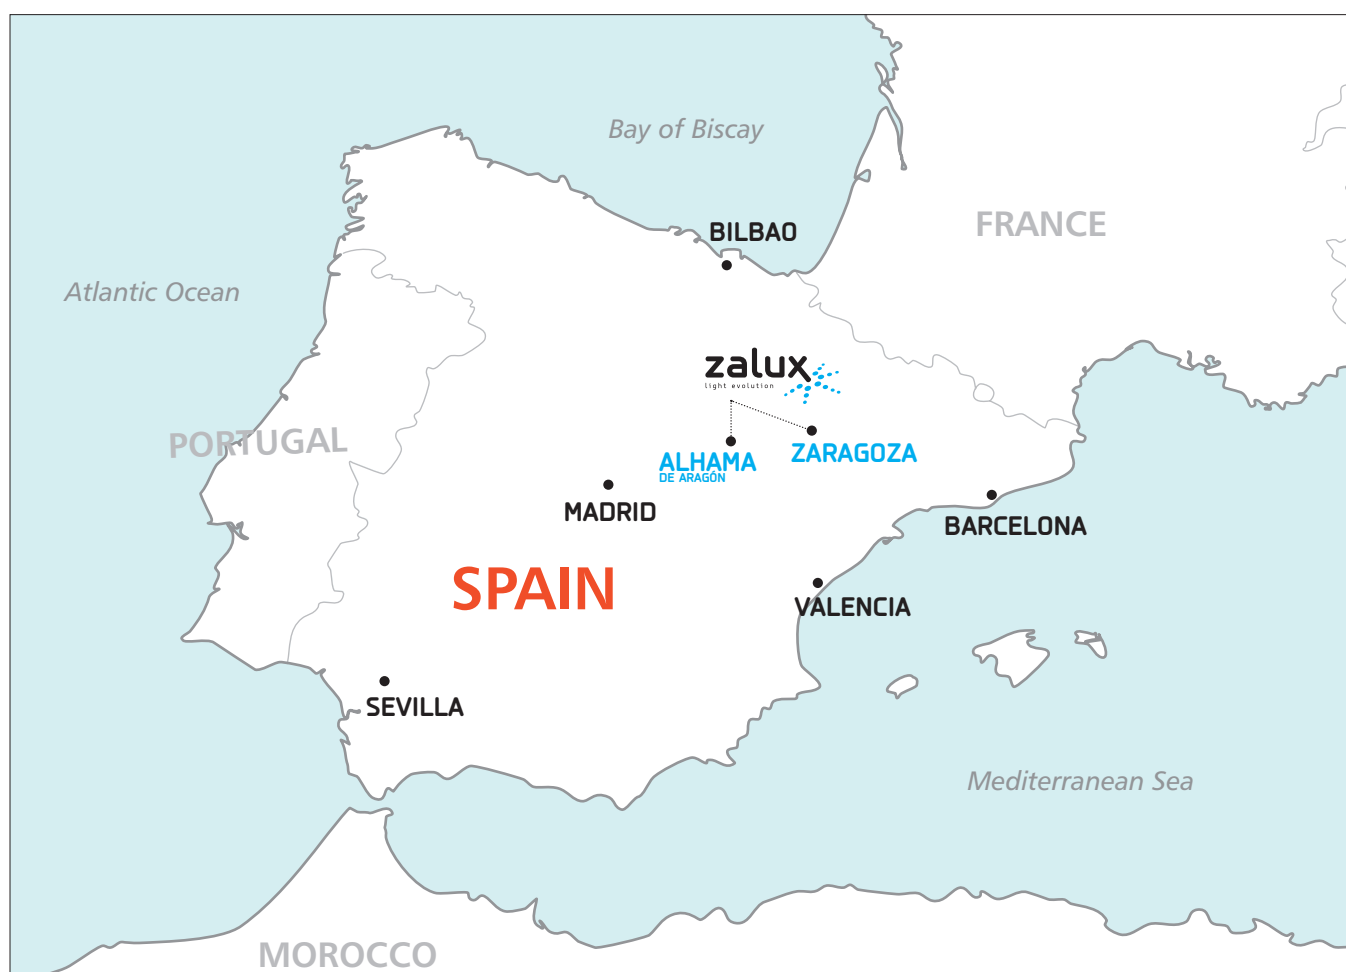 Bay of Biscay
FRANCE
BILBAO
Atlantic Ocean
zalux
light evolution
PORTUGAL
ZARAGOZA
ALHAMA
DE ARAGÓN
MADRID
BARCELONA
SPAIN
VALENCIA
SEVILLA
Mediterranean Sea
MOROCCO